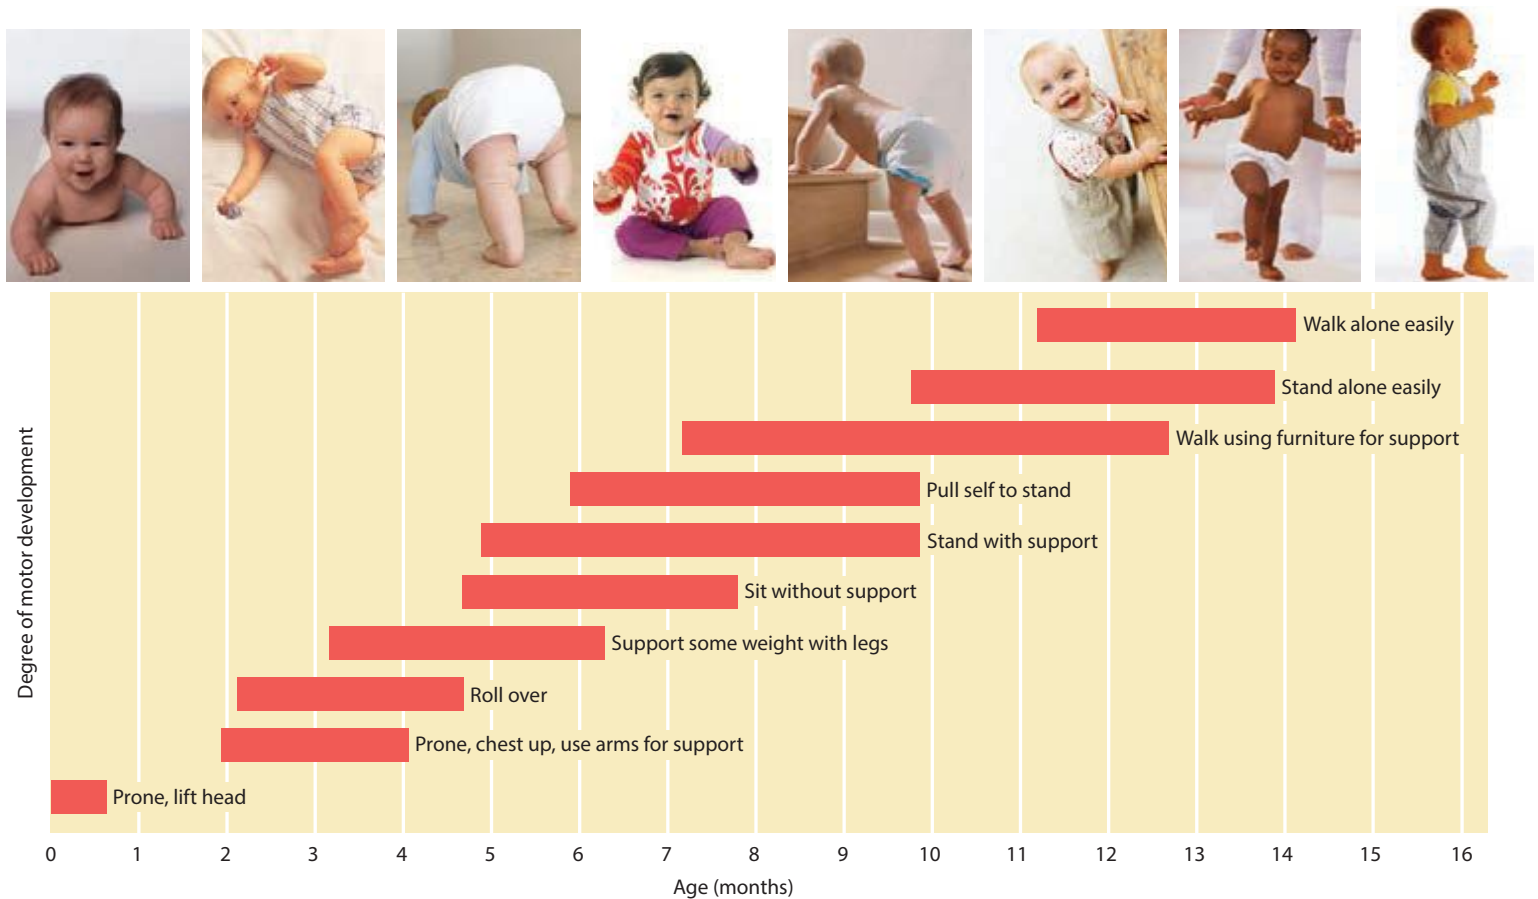 Walk alone easily
Stand alone easily
Walk using furniture for support
Pull self to stand
Stand with support
Sit without support
Support some weight with legs
Roll over
Prone, chest up, use arms for support
Prone, lift head
Degree of motor development
0 1 2 3 4 5 6 7 8 9 10 11 12 13 14 15 16
Age (months)